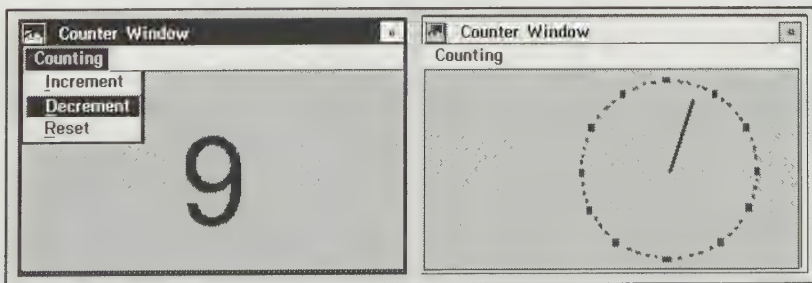 Counter Window
Counting
Increment
Decrement
Reset
9
Counter Window
Counting